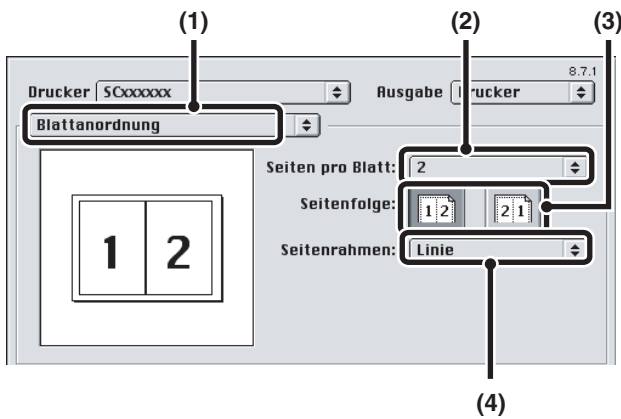 (1) (2) (3)
8.7.1
Drucker SCxxxxxx Ausgabe Drucker
Blattanordnung
Seiten pro Blatt: 2
Seitenfolge: 1 2 2 1
Seitenrahmen: Linie
1 2
(4)